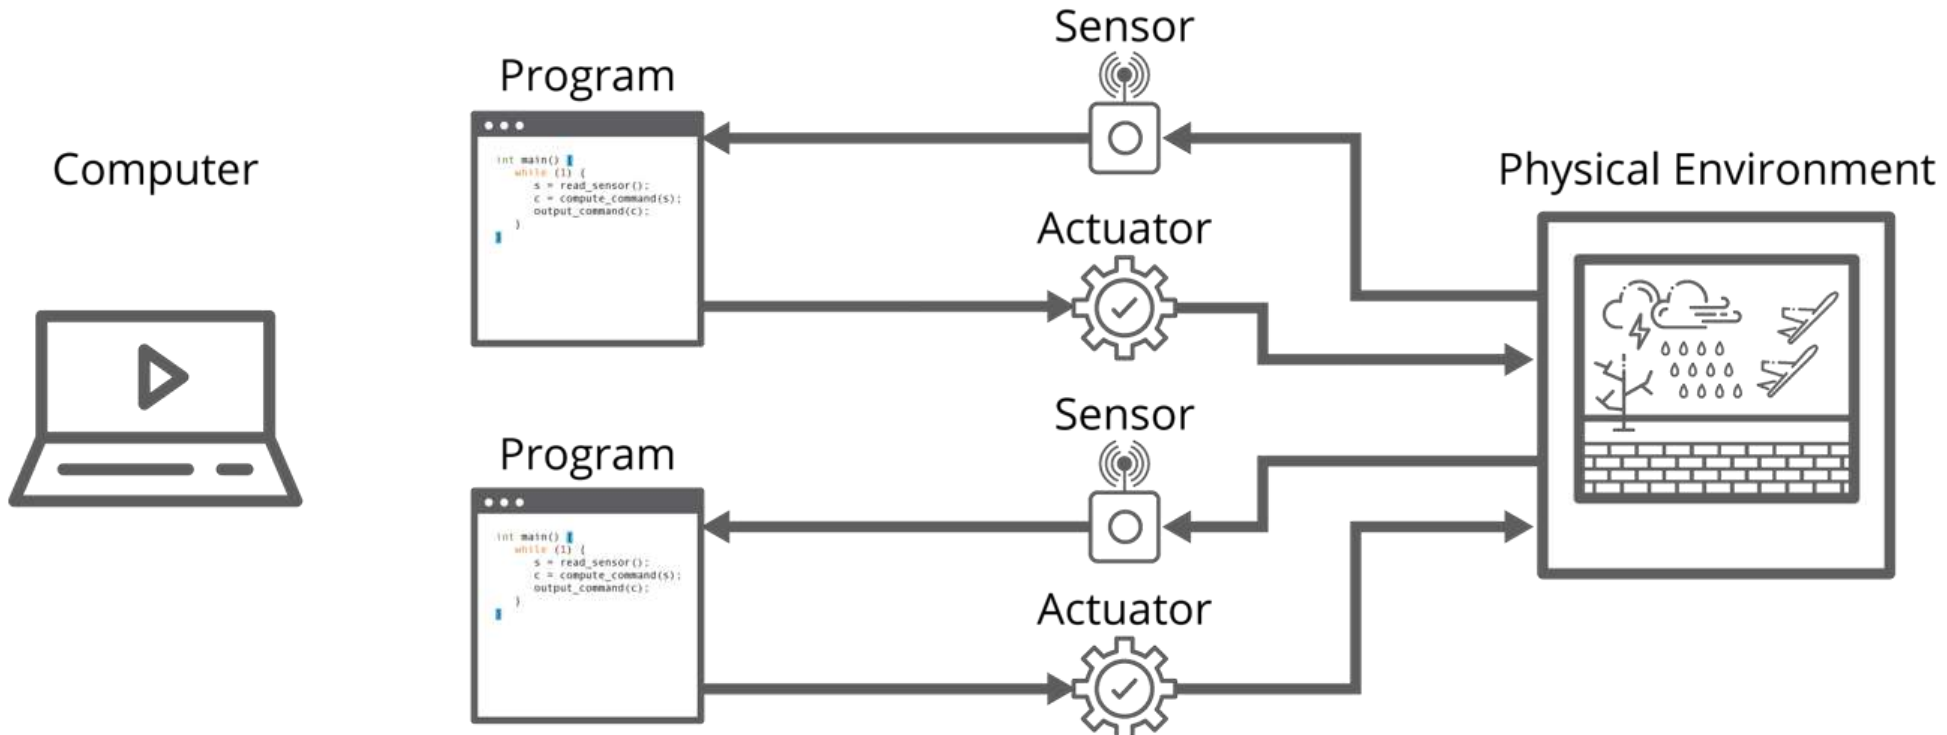 Computer
Program
int main() {
while (1) {
s = read_sensor();
c = compute_command(s);
output_command(c);
}
}
Sensor
Actuator
Program
int main() {
while (1) {
s = read_sensor();
c = compute_command(s);
output_command(c);
}
}
Sensor
Actuator
Physical Environment